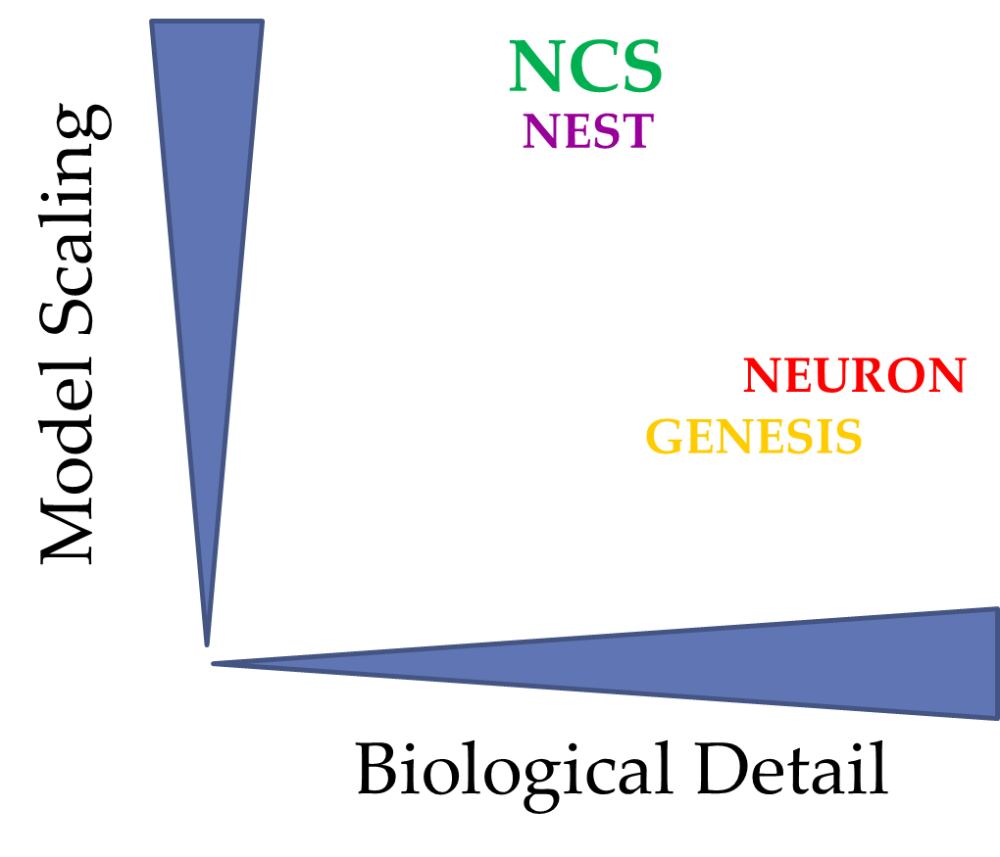 NCS
NEST
Model Scaling
NEURON
GENESIS
Biological Detail